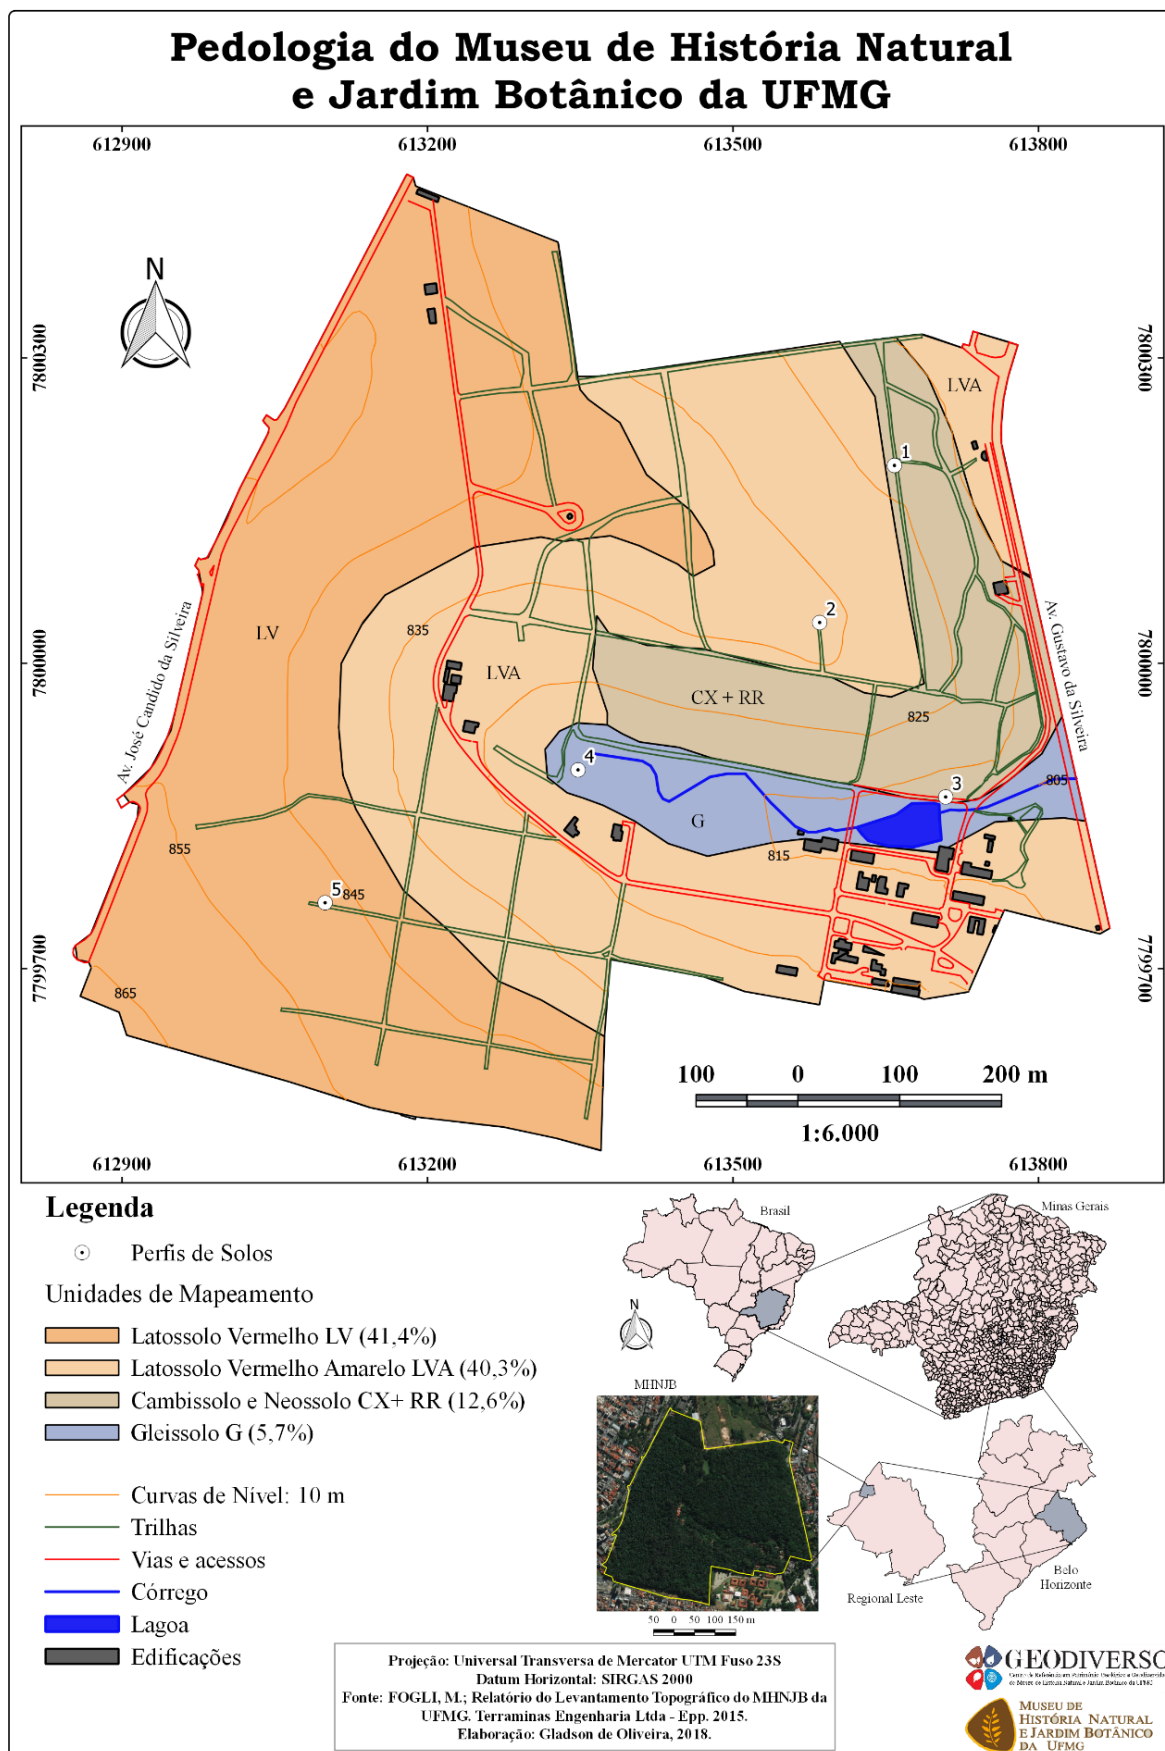 Pedologia do Museu de História Natural
e Jardim Botânico da UFMG
612900 613200 613500 613800
N
7800300
7800300
LVA
1
Av. José Candido da Silveira
LV
835
2
Av. Gustavo da Silveira
7800000
7800000
LVA
CX + RR
825
4
3
805
G
855
815
5
845
7799700
7799700
865
100 0 100 200 m
1:6.000
612900 613200 613500 613800
Legenda
Perfis de Solos
Unidades de Mapeamento
Latossolo Vermelho LV (41,4%)
Latossolo Vermelho Amarelo LVA (40,3%)
Cambissolo e Neossolo CX+ RR (12,6%)
Gleissolo G (5,7%)
Curvas de Nível: 10 m
Trilhas
Vias e acessos
Córrego
Lagoa
Edificações
Brasil
Minas Gerais
N
MHNJB
50 0 50 100 150 m
Regional Leste
Belo
Horizonte
Projeção: Universal Transversa de Mercator UTM Fuso 23S
Datum Horizontal: SIRGAS 2000
Fonte: FOGLI, M.; Relatório do Levantamento Topográfico do MHNJB da
UFMG. Terraminas Engenharia Ltda - Epp. 2015.
Elaboração: Gladson de Oliveira, 2018.
GEODIVERSO
MUSEU DE
HISTÓRIA NATURAL
E JARDIM BOTÂNICO
DA UFMG